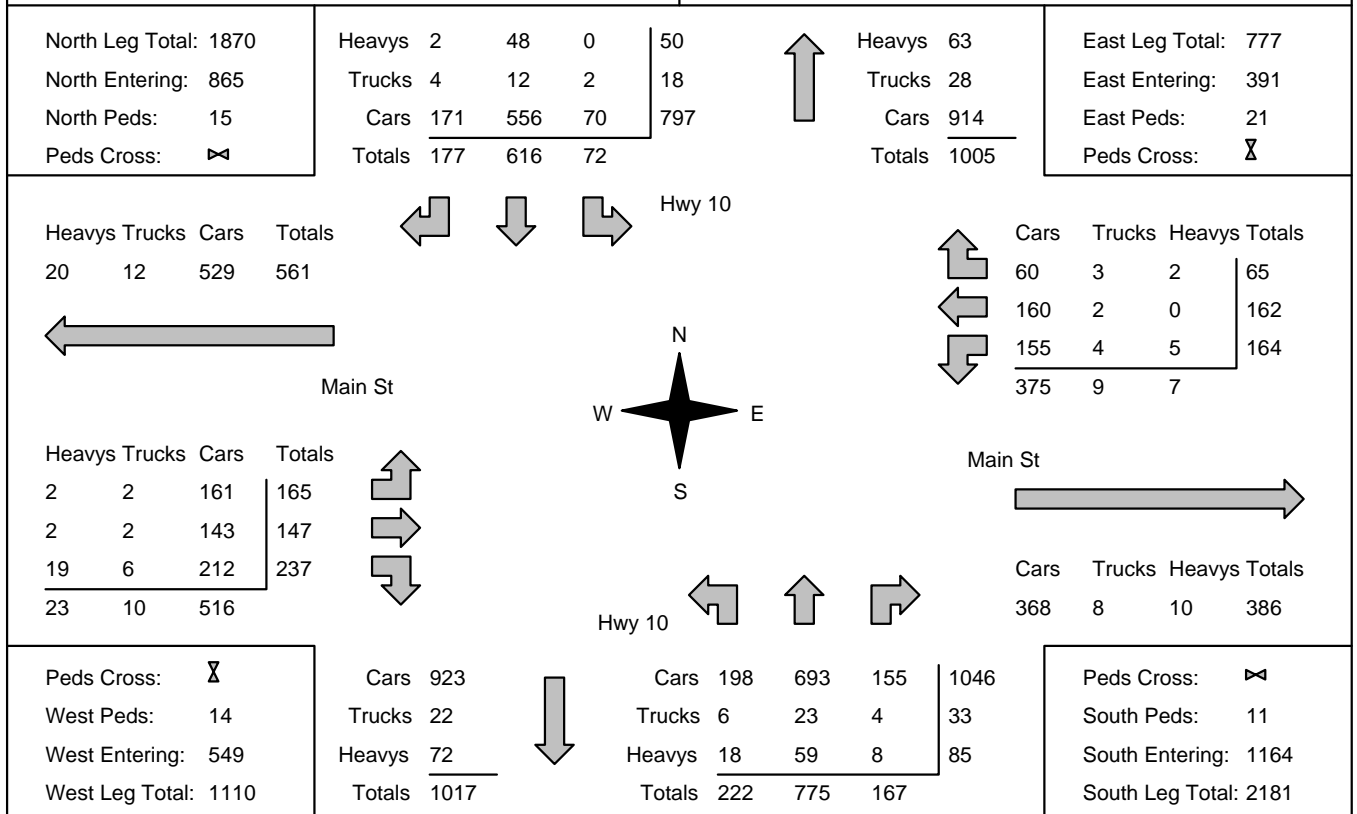 North Leg Total: 1870
North Entering: 865
North Peds: 15
Peds Cross:
Heavys 2 48 0 50
Trucks 4 12 2 18
Cars 171 556 70 797
Totals 177 616 72
Heavys 63
Trucks 28
Cars 914
Totals 1005
East Leg Total: 777
East Entering: 391
East Peds: 21
Peds Cross:
Hwy 10
Heavys Trucks Cars Totals
20 12 529 561
Main St
Cars Trucks Heavys Totals
60 3 2 65
160 2 0 162
155 4 5 164
375 9 7
N
W E
S
Heavys Trucks Cars Totals
2 2 161 165
2 2 143 147
19 6 212 237
23 10 516
Main St
Cars Trucks Heavys Totals
368 8 10 386
Hwy 10
Peds Cross:
West Peds: 14
West Entering: 549
West Leg Total: 1110
Cars 923
Trucks 22
Heavys 72
Totals 1017
Cars 198 693 155 1046
Trucks 6 23 4 33
Heavys 18 59 8 85
Totals 222 775 167
Peds Cross:
South Peds: 11
South Entering: 1164
South Leg Total: 2181